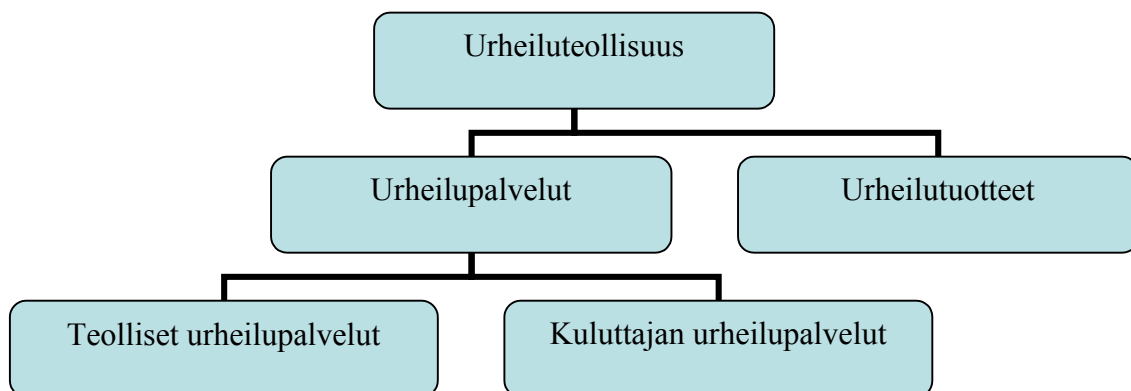 Urheiluteollisuus
Urheilupalvelut
Urheilutuotteet
Teolliset urheilupalvelut
Kuluttajan urheilupalvelut